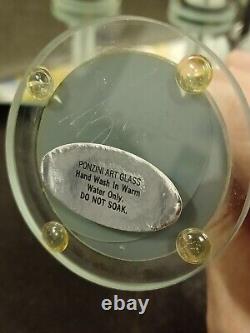 PONZINI ART GLASS
Hand Wash In Warm
Water Only.
DO NOT SOAK.